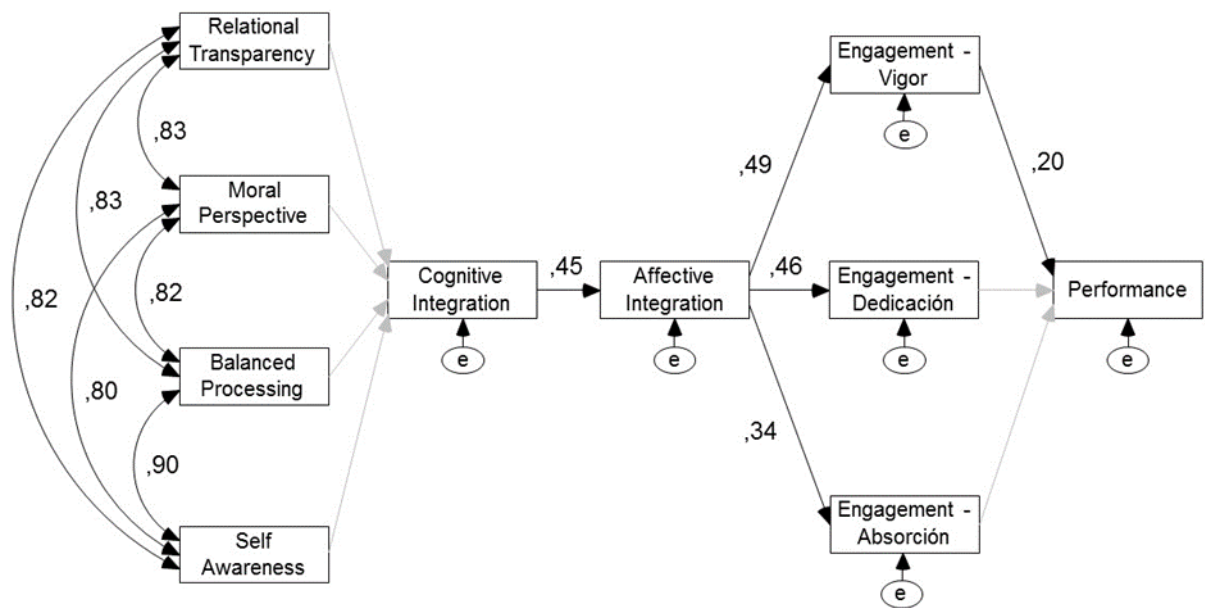 Relational
Transparency
,83
Moral
Perspective
,83
,82
,82
Balanced
Processing
,80
,90
Self
Awareness
Cognitive
Integration
e
,45
Affective
Integration
e
,49
,46
,34
Engagement -
Vigor
e
Engagement -
Dedicación
e
Engagement -
Absorción
e
,20
Performance
e